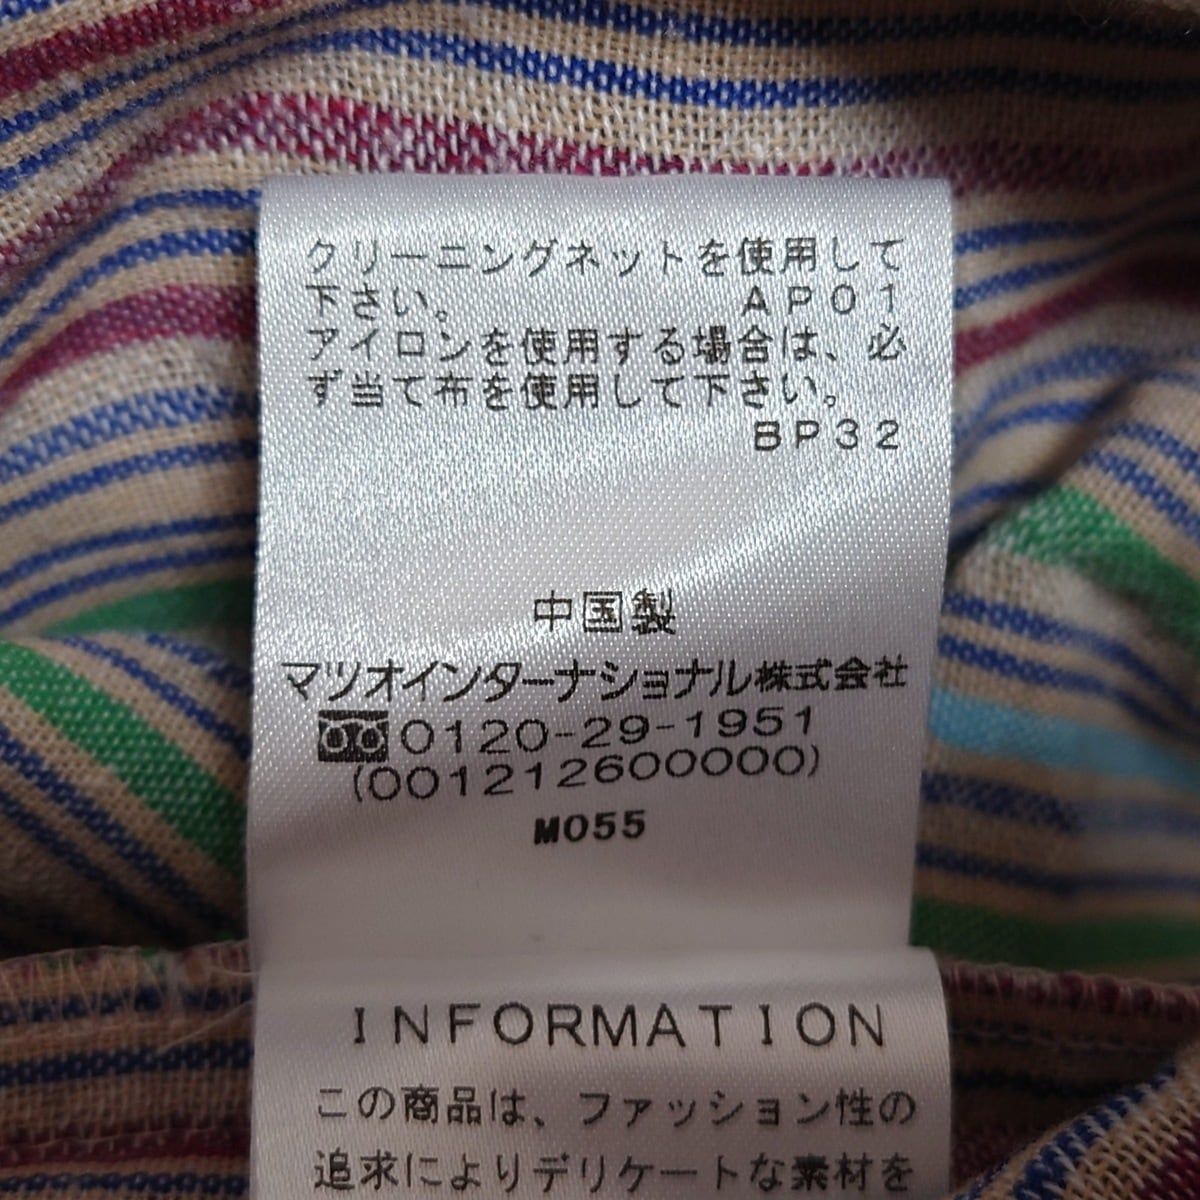 クリーニングネットを使用して
下さい。 AP01
アイロンを使用する場合は、必
ず当て布を使用して下さい。
BP32
中国製
マツオインターナショナル株式会社
0120-29-1951
(001212600000)
M055
INFORMATION
この商品は、ファッション性の
追求によりデリケートな素材を